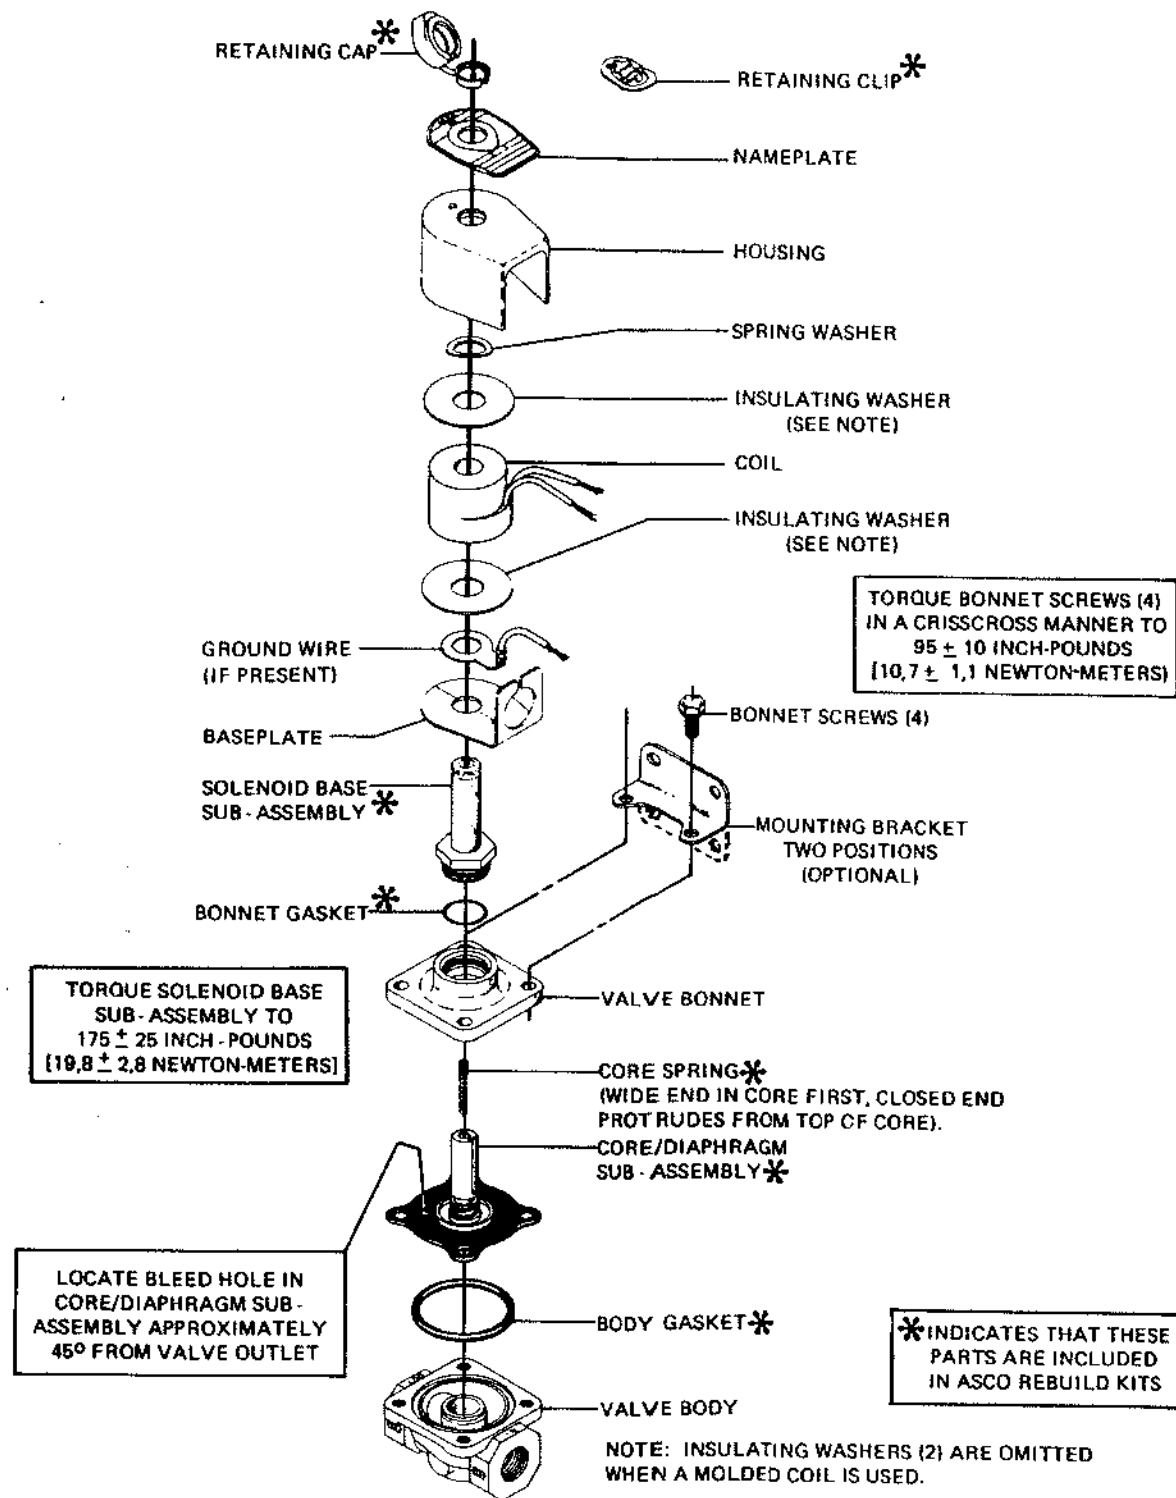 RETAINING CAP*
RETAINING CLIP*
NAMEPLATE
HOUSING
SPRING WASHER
INSULATING WASHER
(SEE NOTE)
COIL
INSULATING WASHER
(SEE NOTE)
TORQUE BONNET SCREWS (4)
IN A CRISSCROSS MANNER TO
95 ± 10 INCH-POUNDS
[10,7 ± 1,1 NEWTON-METERS]
GROUND WIRE
(IF PRESENT)
BONNET SCREWS (4)
BASEPLATE
SOLENOID BASE
SUB-ASSEMBLY *
MOUNTING BRACKET
TWO POSITIONS
(OPTIONAL)
BONNET GASKET*
TORQUE SOLENOID BASE
SUB-ASSEMBLY TO
175 ± 25 INCH-POUNDS
[19,8 ± 2,8 NEWTON-METERS]
VALVE BONNET
CORE SPRING*
(WIDE END IN CORE FIRST, CLOSED END
PROTRUDES FROM TOP OF CORE).
CORE/DIAPHRAGM
SUB-ASSEMBLY*
LOCATE BLEED HOLE IN
CORE/DIAPHRAGM SUB-
ASSEMBLY APPROXIMATELY
45° FROM VALVE OUTLET
BODY GASKET*
* INDICATES THAT THESE
PARTS ARE INCLUDED
IN ASCO REBUILD KITS
VALVE BODY
NOTE: INSULATING WASHERS (2) ARE OMITTED
WHEN A MOLDED COIL IS USED.